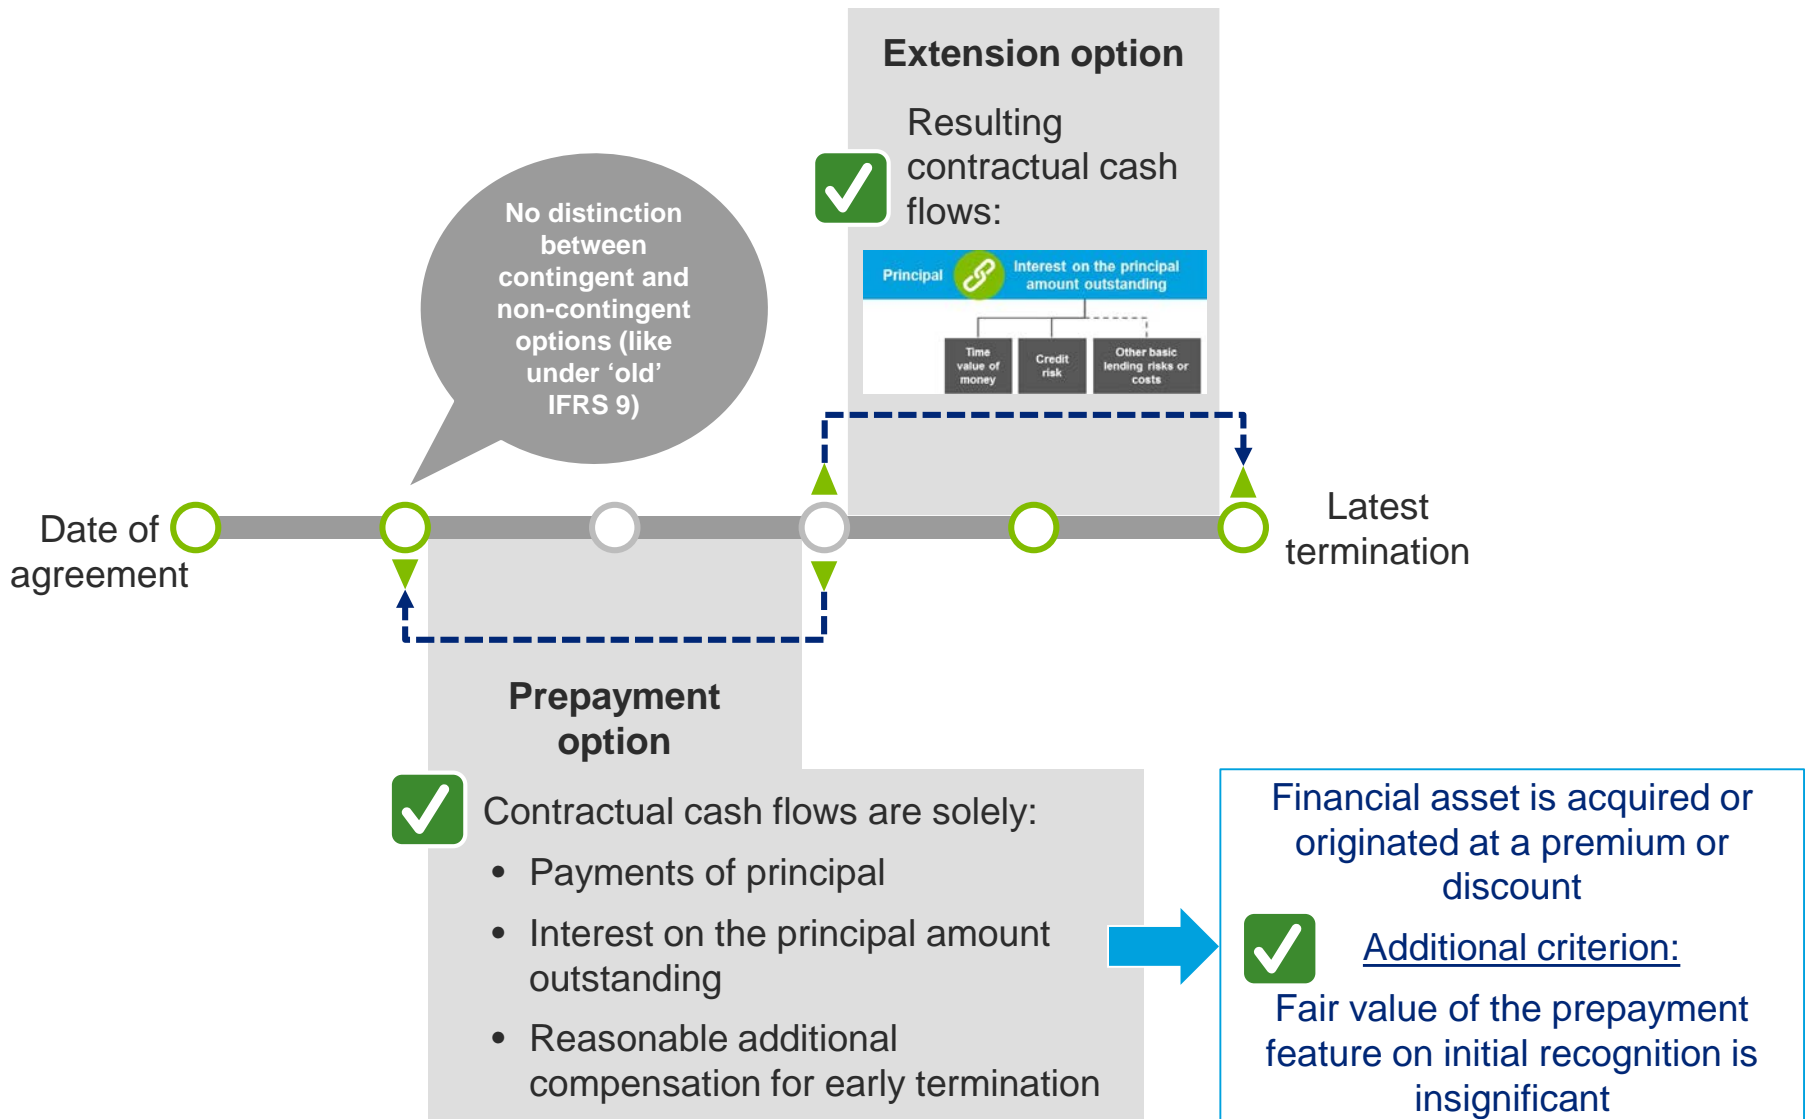 Extension option
Resulting
contractual cash
flows:
Principal
Interest on the principal
amount outstanding
Time
value of
money
Credit
risk
Other basic
lending risks or
costs
No distinction
between
contingent and
non-contingent
options (like
under ‘old’
IFRS 9)
Date of
agreement
Latest
termination
Prepayment
option
Contractual cash flows are solely:
• Payments of principal
• Interest on the principal amount
outstanding
• Reasonable additional
compensation for early termination
Financial asset is acquired or
originated at a premium or
discount
Additional criterion:
Fair value of the prepayment
feature on initial recognition is
insignificant